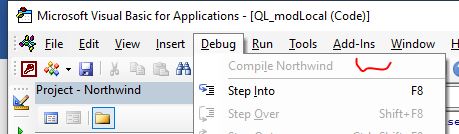 Microsoft Visual Basic for Applications - [QL_modLocal (Code)]
File Edit View Insert Debug Run Tools Add-Ins Window
Compile Northwind
Project - Northwind
Step Into F8
Step Over Shift+F8